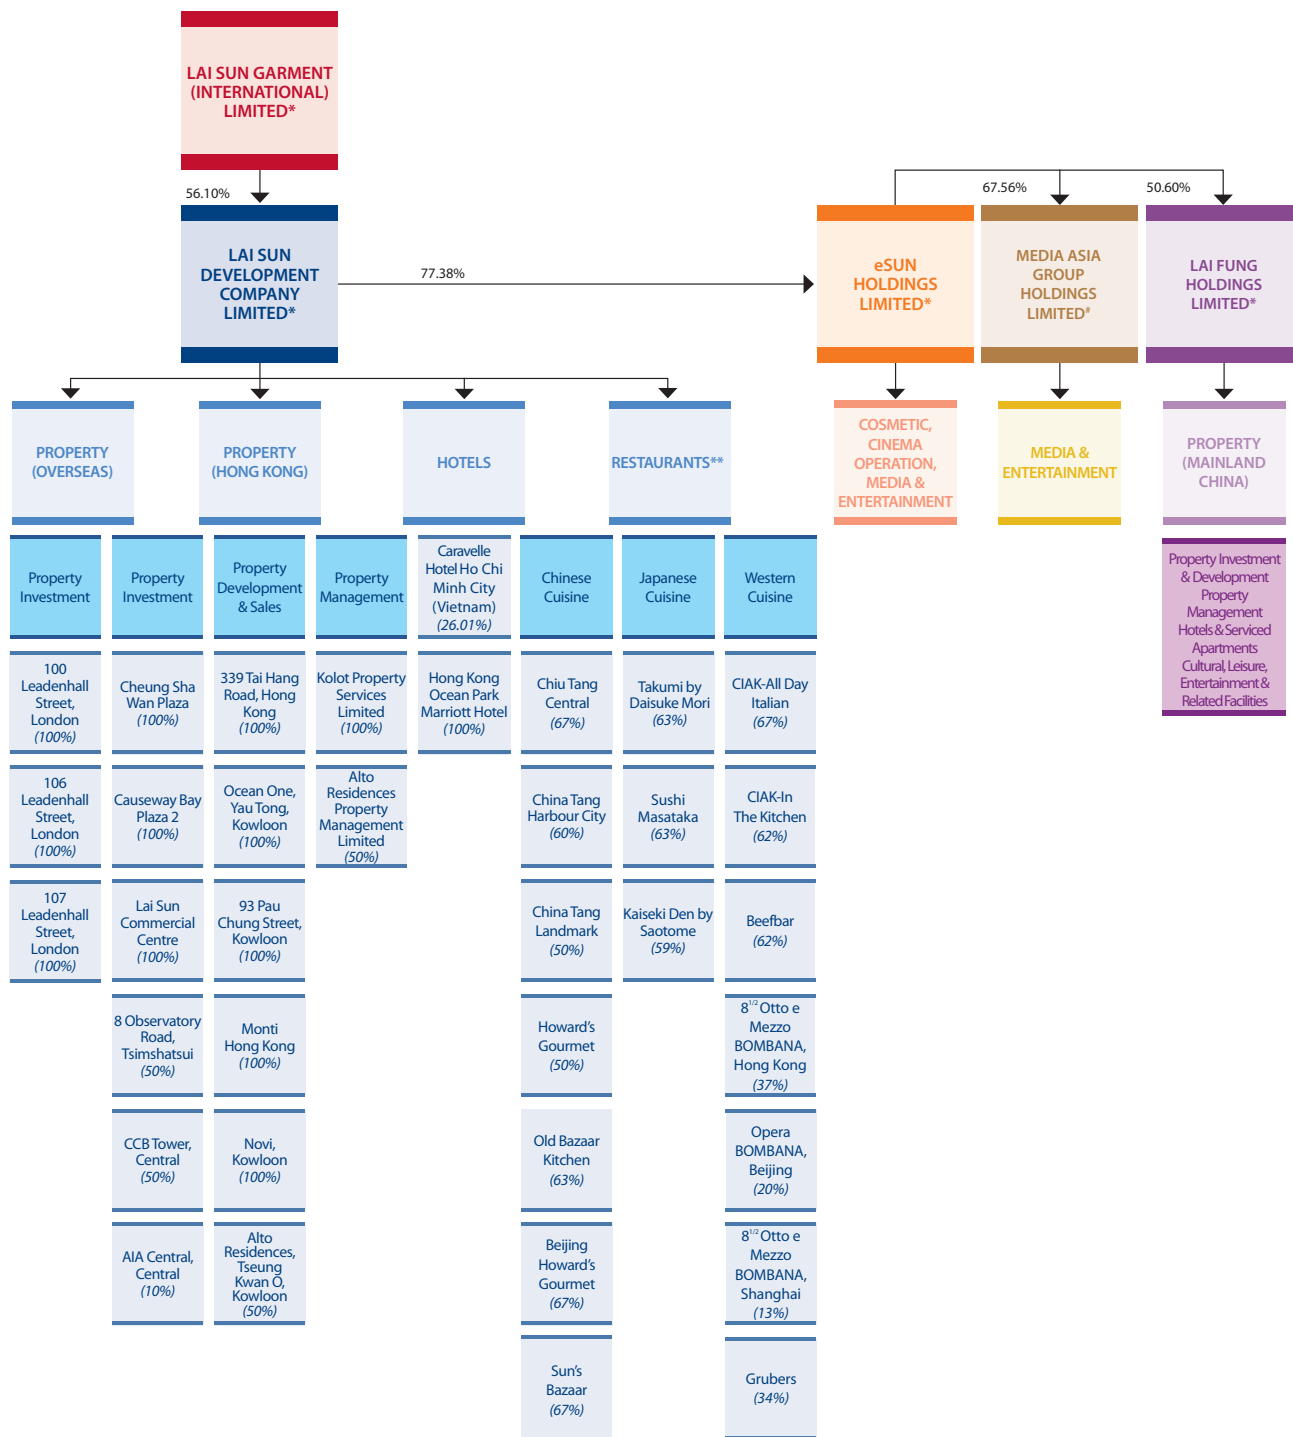 LAI SUN GARMENT
(INTERNATIONAL)
LIMITED*
56.10%
67.56%
50.60%
LAI SUN
DEVELOPMENT
COMPANY
LIMITED*
77.38%
eSUN
HOLDINGS
LIMITED*
MEDIA ASIA
GROUP
HOLDINGS
LIMITED#
LAI FUNG
HOLDINGS
LIMITED*
PROPERTY
(OVERSEAS)
PROPERTY
(HONG KONG)
HOTELS
RESTAURANTS**
COSMETIC,
CINEMA
OPERATION,
MEDIA &
ENTERTAINMENT
MEDIA &
ENTERTAINMENT
PROPERTY
(MAINLAND
CHINA)
Property
Investment
Property
Investment
Property
Development
& Sales
Property
Management
Caravelle
Hotel Ho Chi
Minh City
(Vietnam)
(26.01%)
Chinese
Cuisine
Japanese
Cuisine
Western
Cuisine
Property Investment
& Development
Property
Management
Hotels & Serviced
Apartments
Cultural, Leisure,
Entertainment &
Related Facilities
100
Leadenhall
Street,
London
(100%)
Cheung Sha
Wan Plaza
(100%)
339 Tai Hang
Road, Hong
Kong
(100%)
Kolot Property
Services
Limited
(100%)
Hong Kong
Ocean Park
Marriott Hotel
(100%)
Chiu Tang
Central
(67%)
Takumi by
Daisuke Mori
(63%)
CIAK-All Day
Italian
(67%)
106
Leadenhall
Street,
London
(100%)
Causeway Bay
Plaza 2
(100%)
Ocean One,
Yau Tong,
Kowloon
(100%)
Alto
Residences
Property
Management
Limited
(50%)
China Tang
Harbour City
(60%)
Sushi
Masataka
(63%)
CIAK-In
The Kitchen
(62%)
107
Leadenhall
Street,
London
(100%)
Lai Sun
Commercial
Centre
(100%)
93 Pau
Chung Street,
Kowloon
(100%)
China Tang
Landmark
(50%)
Kaiseki Den by
Saotome
(59%)
Beefbar
(62%)
8 Observatory
Road,
Tsimshatsui
(50%)
Monti
Hong Kong
(100%)
Howard's
Gourmet
(50%)
8 1/2 Otto e
Mezzo
BOMBANA,
Hong Kong
(37%)
CCB Tower,
Central
(50%)
Novi,
Kowloon
(100%)
Old Bazaar
Kitchen
(63%)
Opera
BOMBANA,
Beijing
(20%)
AIA Central,
Central
(10%)
Alto
Residences,
Tseung
Kwan O,
Kowloon
(50%)
Beijing
Howard's
Gourmet
(67%)
8 1/2 Otto e
Mezzo
BOMBANA,
Shanghai
(13%)
Sun's
Bazaar
(67%)
Grubers
(34%)